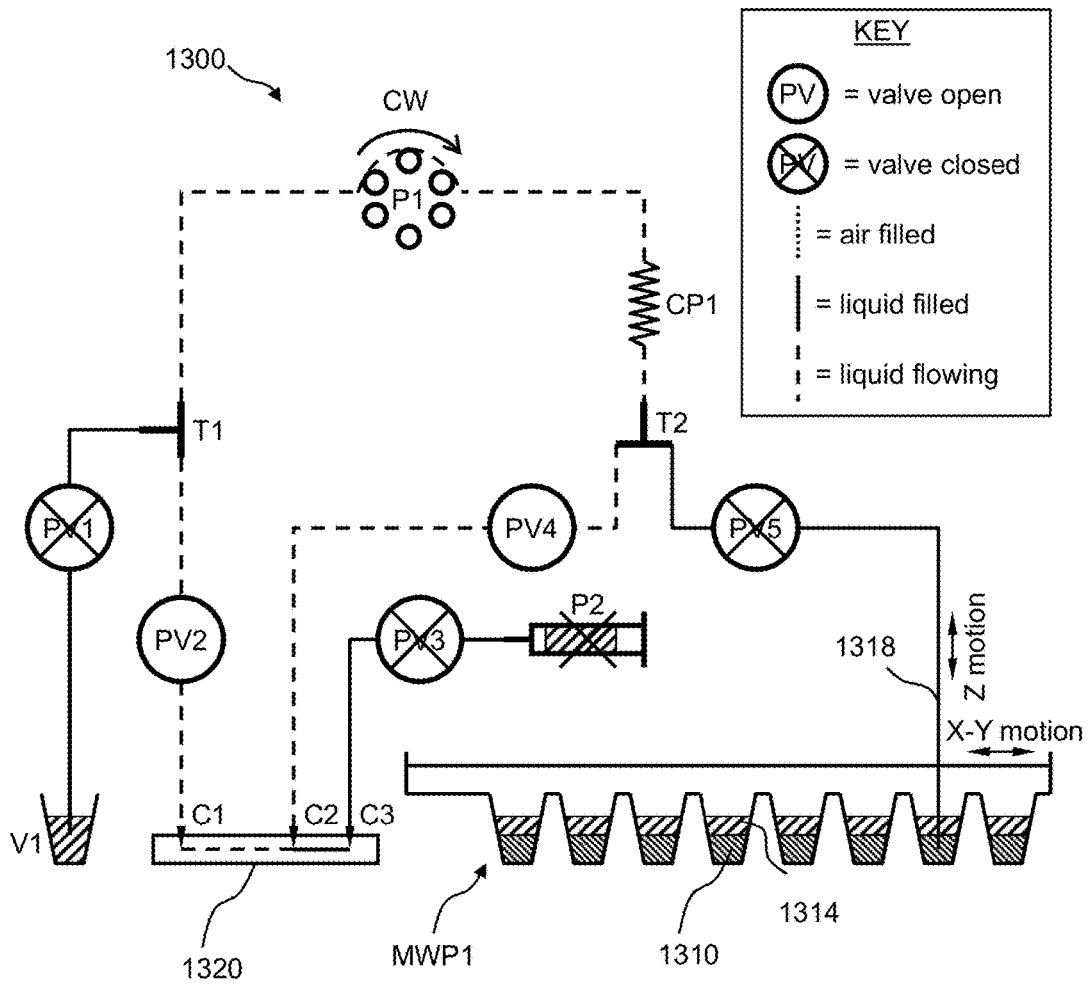 1300
CW
P1
KEY
PV = valve open
PV = valve closed
= air filled
= liquid filled
= liquid flowing
CP1
T1
T2
PV1
PV4
PV5
PV2
PV3
P2
1318
Z motion
X-Y motion
C1
C2
C3
V1
1320
MWP1
1310
1314